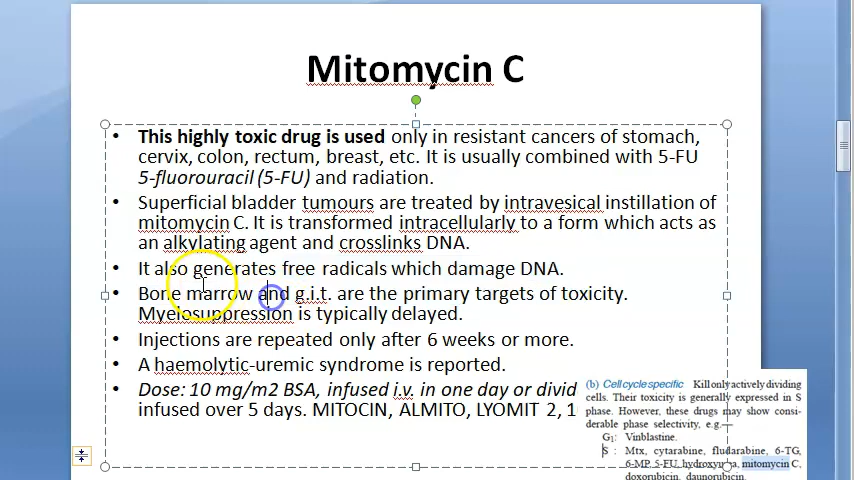 Mitomycin C
• This highly toxic drug is used only in resistant cancers of stomach,
cervix, colon, rectum, breast, etc. It is usually combined with 5-FU
5-fluorouracil (5-FU) and radiation.
• Superficial bladder tumours are treated by intravesical instillation of
mitomycin C. It is transformed intracellularly to a form which acts as
an alkylating agent and crosslinks DNA.
• It also generates free radicals which damage DNA.
• Bone marrow and g.i.t. are the primary targets of toxicity.
Myelosuppression is typically delayed.
• Injections are repeated only after 6 weeks or more.
• A haemolytic-uremic syndrome is reported.
• Dose: 10 mg/m2 BSA, infused i.v. in one day or divid
infused over 5 days. MITOCIN, ALMITO, LYOMIT 2, 1
(b) Cell cycle specific Kill only actively dividing
cells. Their toxicity is generally expressed in S
phase. However, these drugs may show consi-
derable phase selectivity, e.g.—
G1: Vinblastine.
S : Mtx, cytarabine, fludarabine, 6-TG,
6-MP, 5-FU, hydroxyurea, mitomycin C,
doxorubicin, daunorubicin.